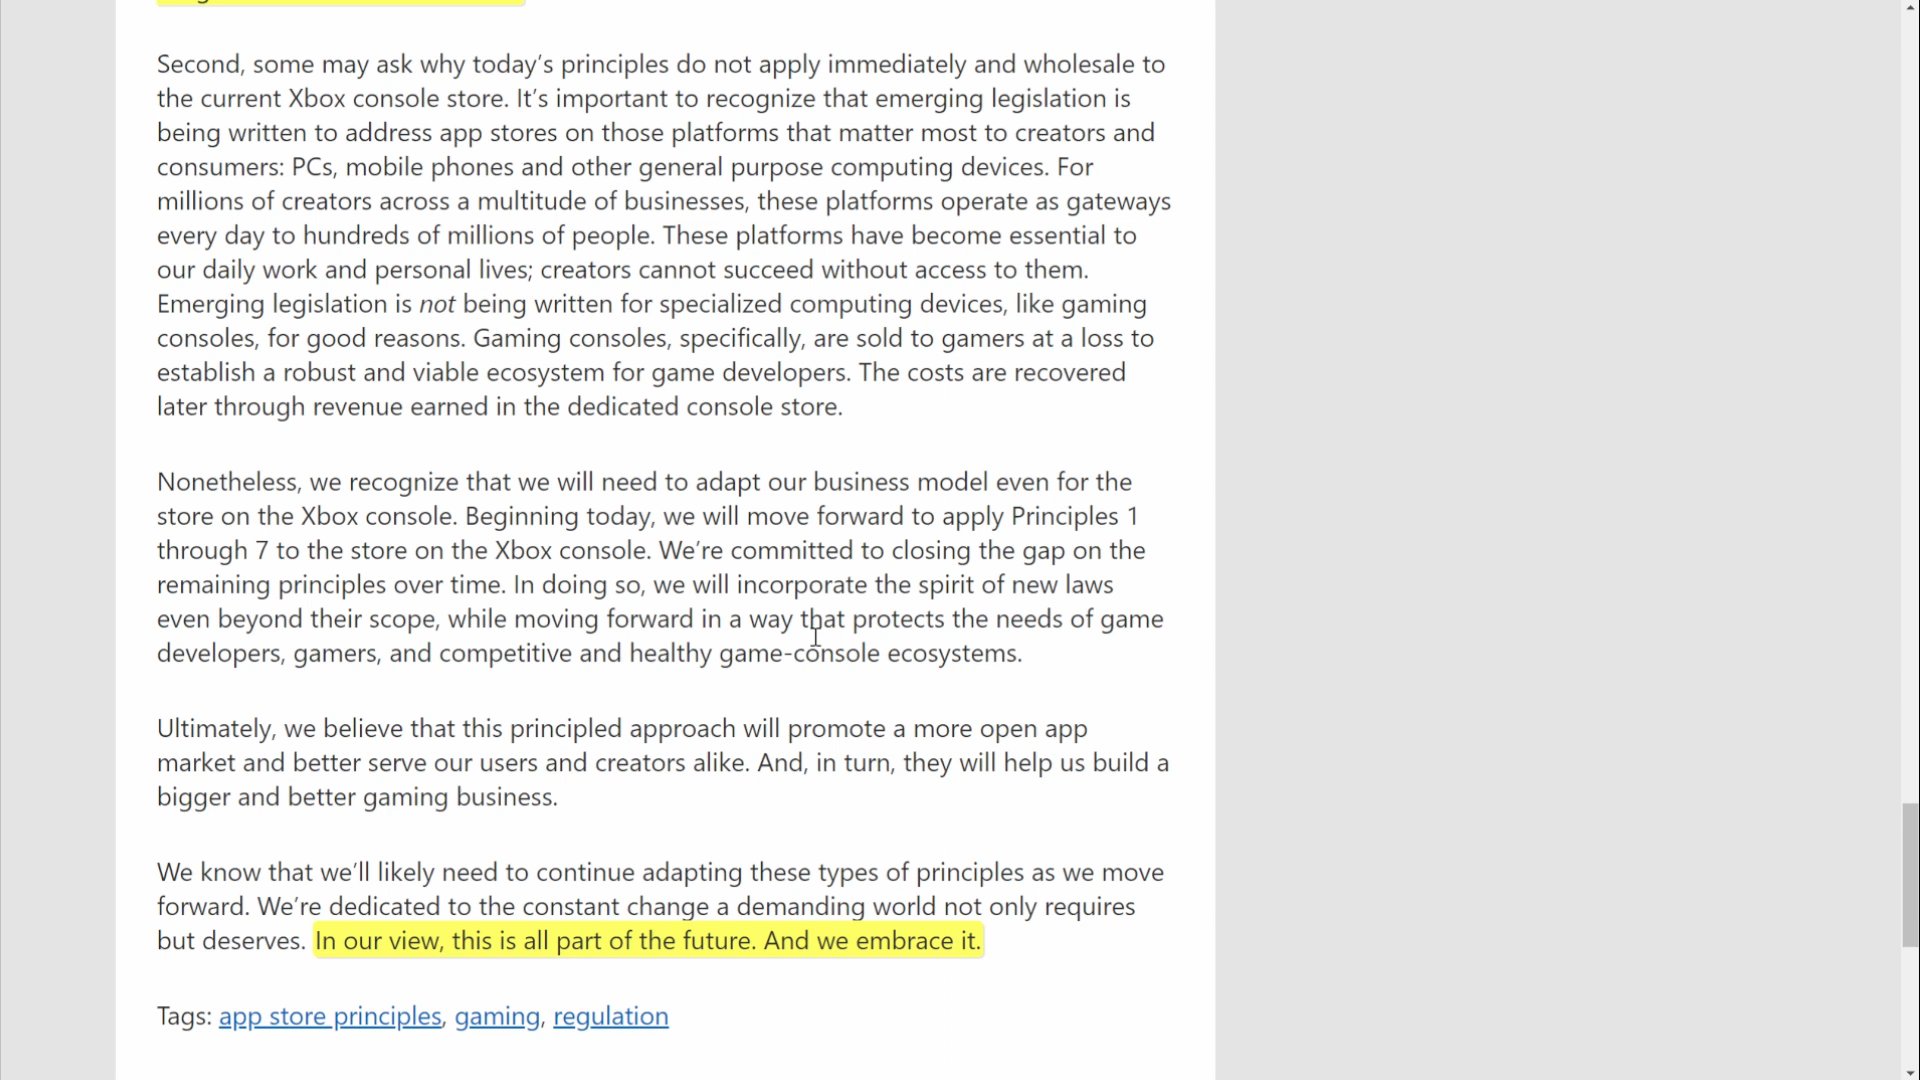 Second, some may ask why today’s principles do not apply immediately and wholesale to
the current Xbox console store. It’s important to recognize that emerging legislation is
being written to address app stores on those platforms that matter most to creators and
consumers: PCs, mobile phones and other general purpose computing devices. For
millions of creators across a multitude of businesses, these platforms operate as gateways
every day to hundreds of millions of people. These platforms have become essential to
our daily work and personal lives; creators cannot succeed without access to them.
Emerging legislation is not being written for specialized computing devices, like gaming
consoles, for good reasons. Gaming consoles, specifically, are sold to gamers at a loss to
establish a robust and viable ecosystem for game developers. The costs are recovered
later through revenue earned in the dedicated console store.
Nonetheless, we recognize that we will need to adapt our business model even for the
store on the Xbox console. Beginning today, we will move forward to apply Principles 1
through 7 to the store on the Xbox console. We’re committed to closing the gap on the
remaining principles over time. In doing so, we will incorporate the spirit of new laws
even beyond their scope, while moving forward in a way that protects the needs of game
developers, gamers, and competitive and healthy game-console ecosystems.
Ultimately, we believe that this principled approach will promote a more open app
market and better serve our users and creators alike. And, in turn, they will help us build a
bigger and better gaming business.
We know that we’ll likely need to continue adapting these types of principles as we move
forward. We’re dedicated to the constant change a demanding world not only requires
but deserves. In our view, this is all part of the future. And we embrace it.
Tags: app store principles, gaming, regulation